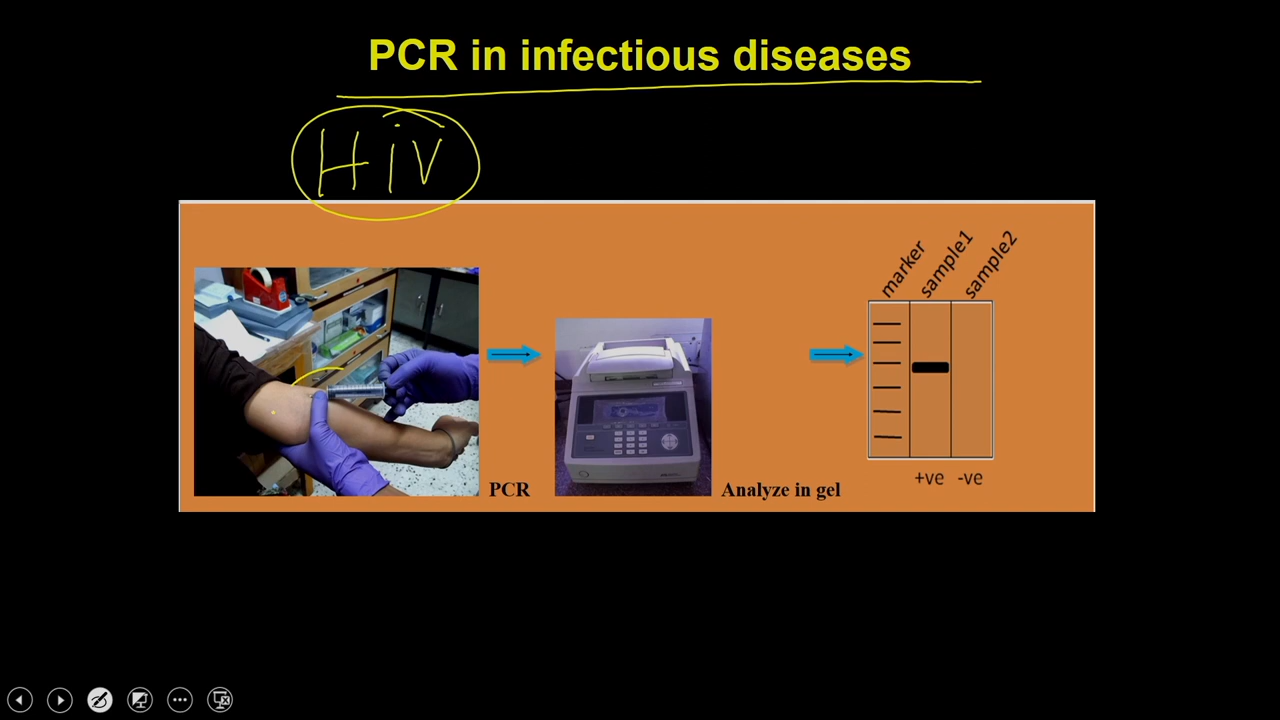 PCR in infectious diseases
HiV
marker
sample1
sample2
PCR
Analyze in gel
+ve -ve